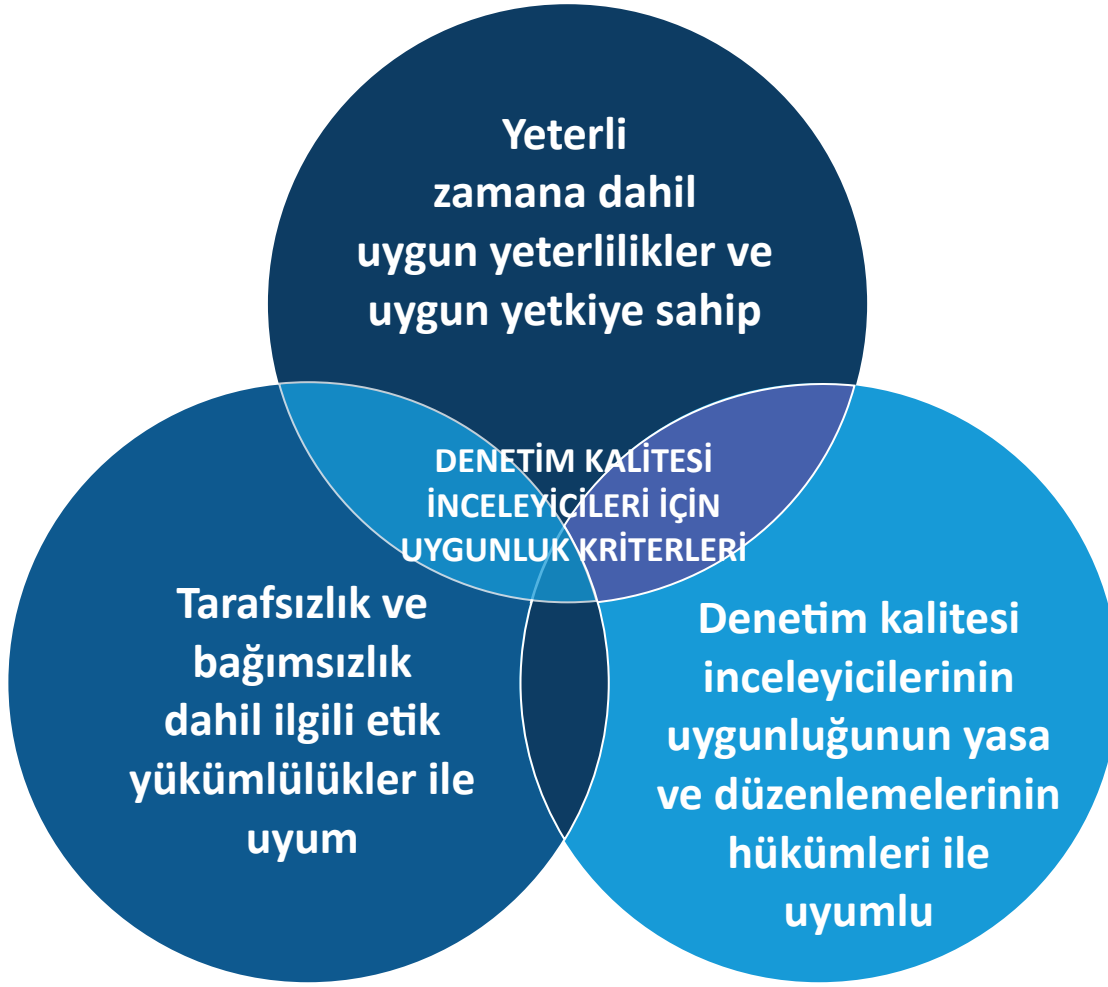 Yeterli
zamana dahil
uygun yeterlilikler ve
uygun yetkiye sahip
DENETİM KALİTESİ
İNCELEYİCİLERİ İÇİN
UYGUNLUK KRİTERLERİ
Tarafsızlık ve
bağımsızlık
dahil ilgili etik
yükümlülükler ile
uyum
Denetim kalitesi
inceleyicilerinin
uygunluğunun yasa
ve düzenlemelerinin
hükümleri ile
uyumlu